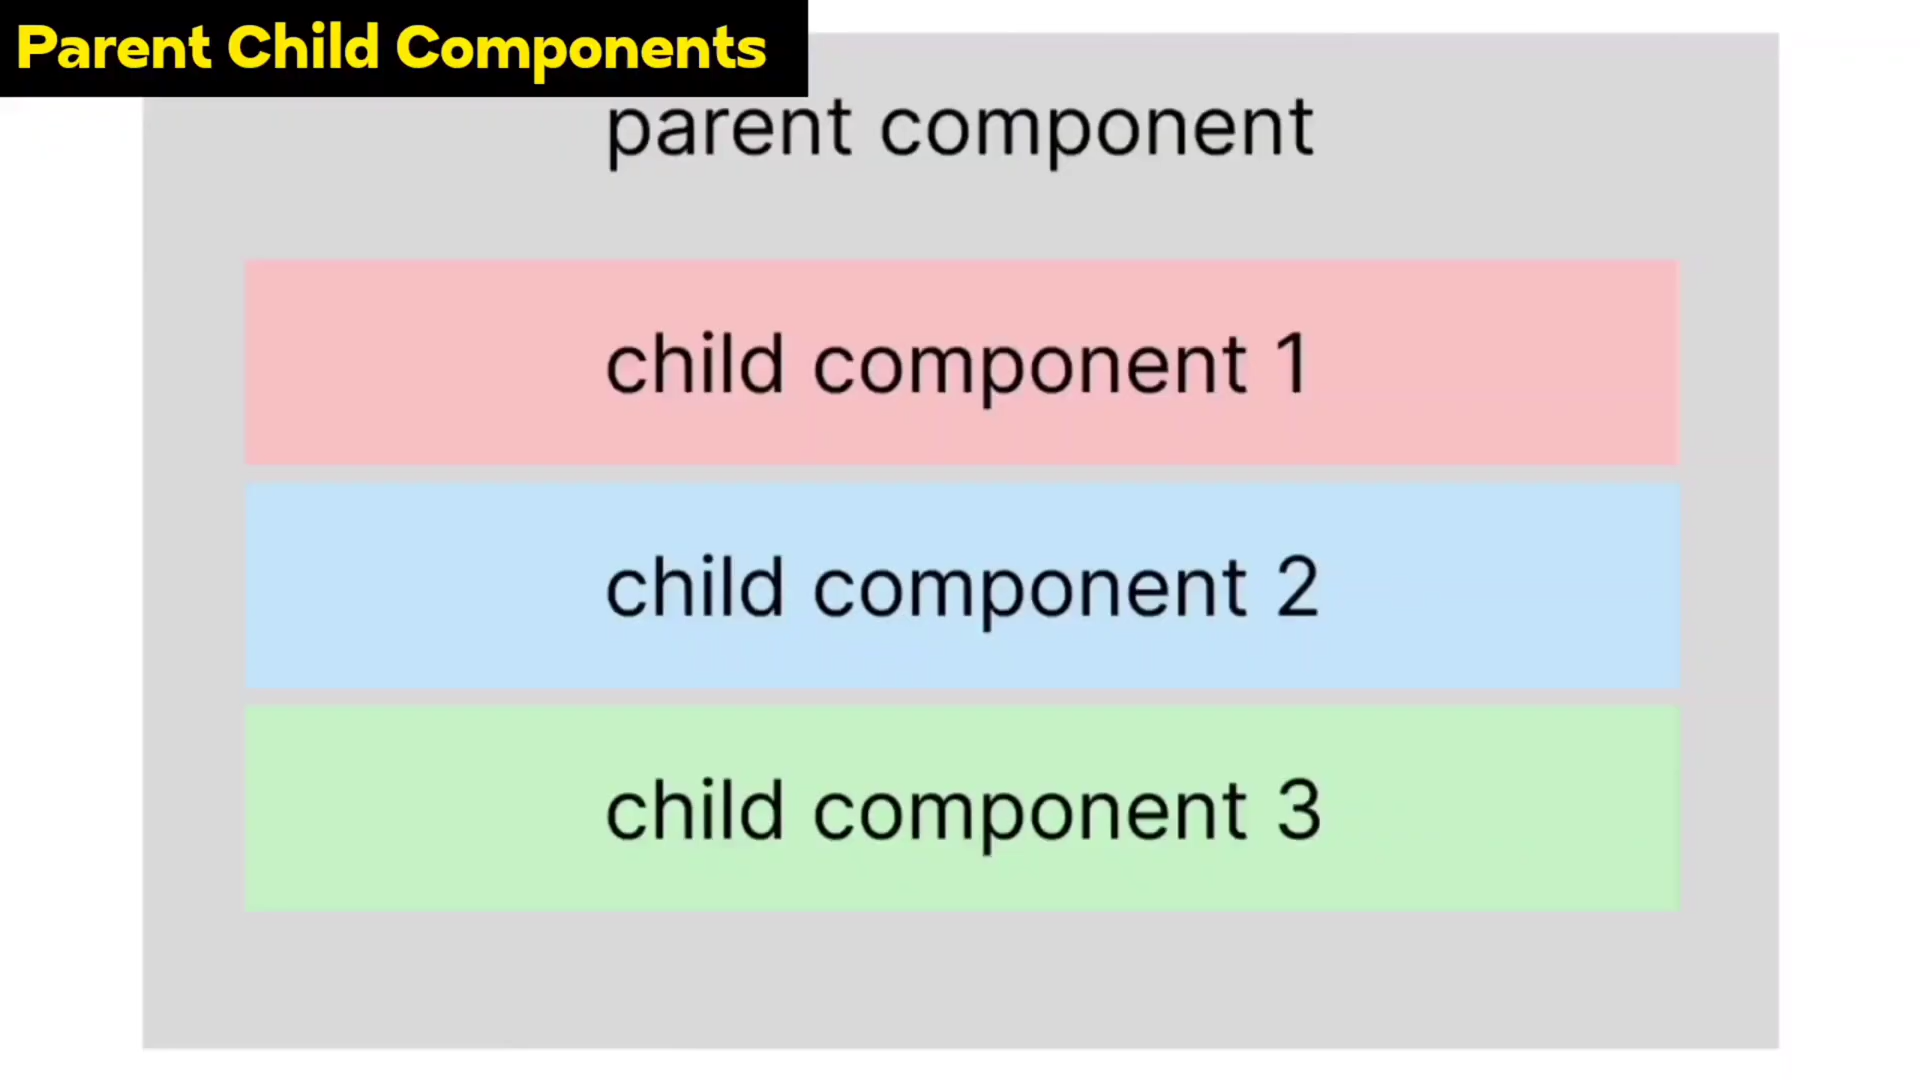 Parent Child Components
parent component
child component 1
child component 2
child component 3